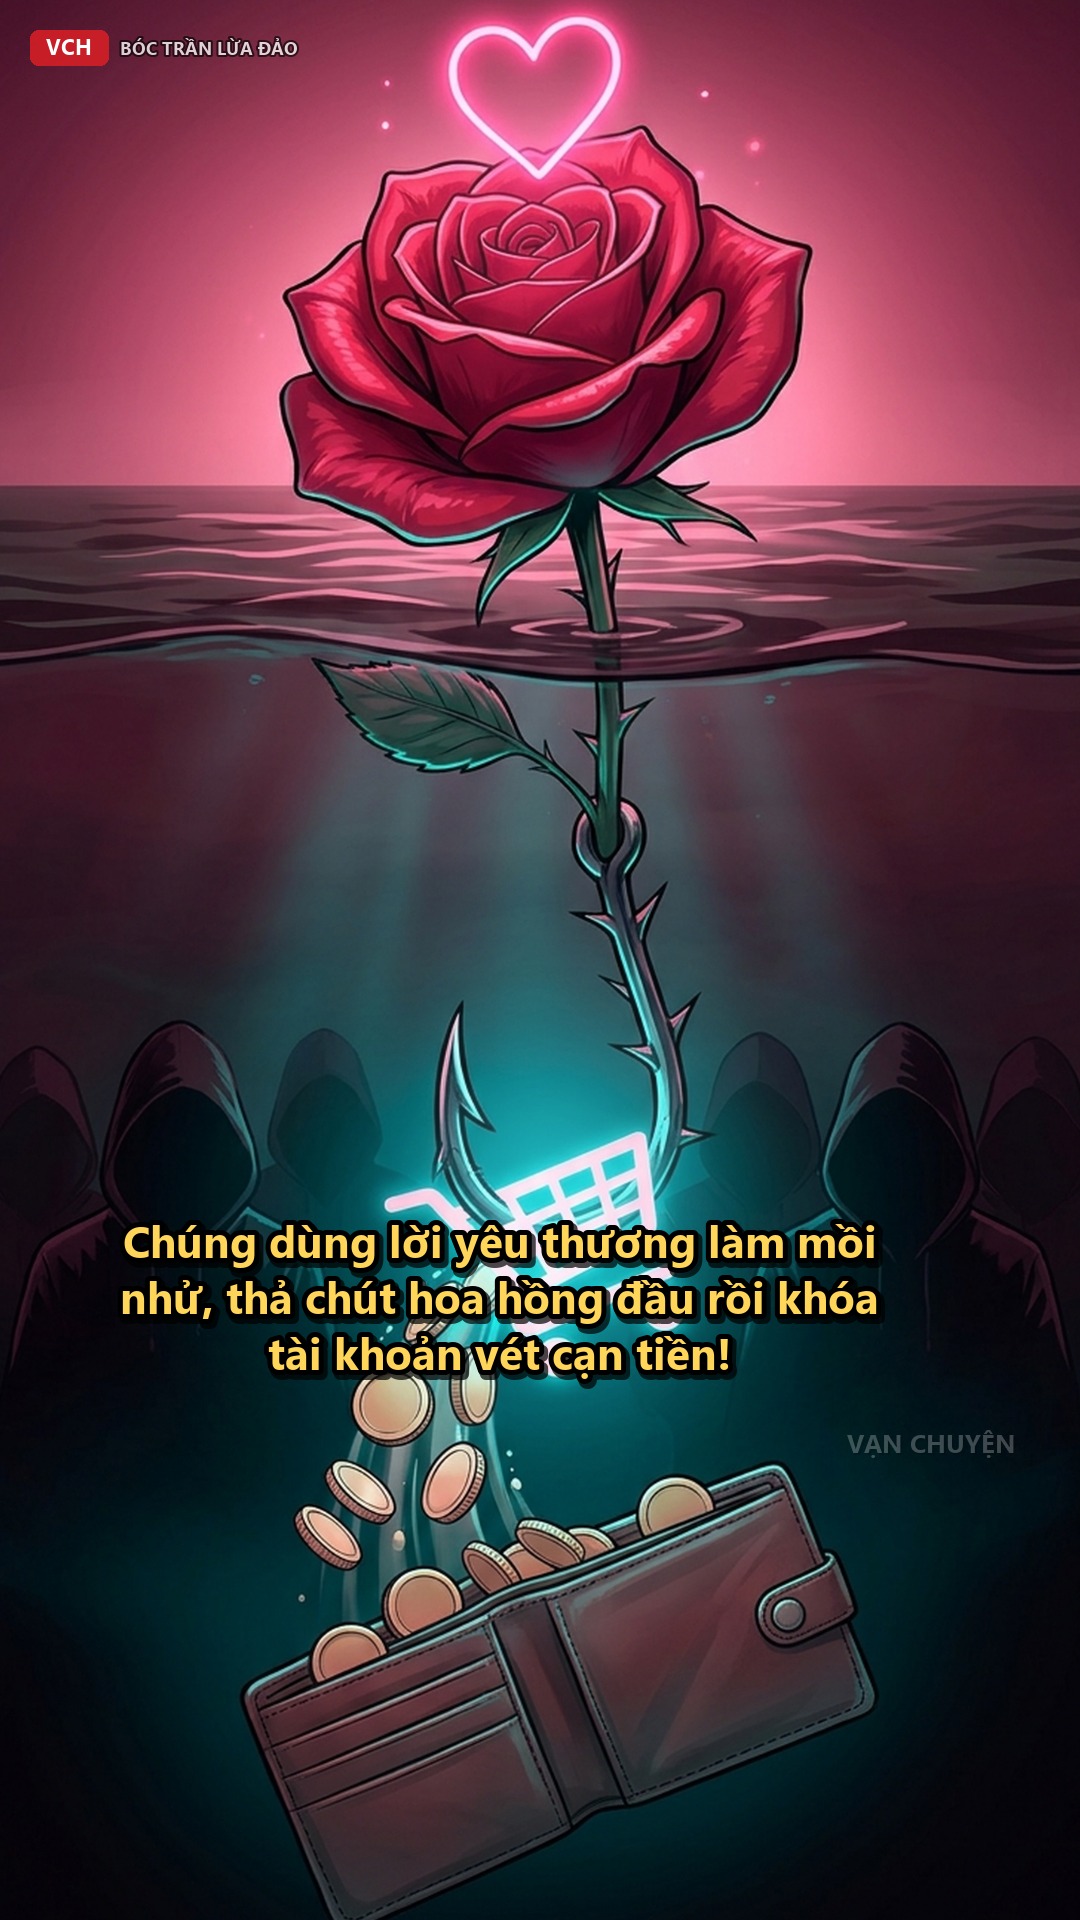 VCH BÓC TRẦN LỪA ĐẢO
Chúng dùng lời yêu thương làm mồi
nhử, thả chút hoa hồng đầu rồi khóa
tài khoản vét cạn tiền!
VẠN CHUYỆN